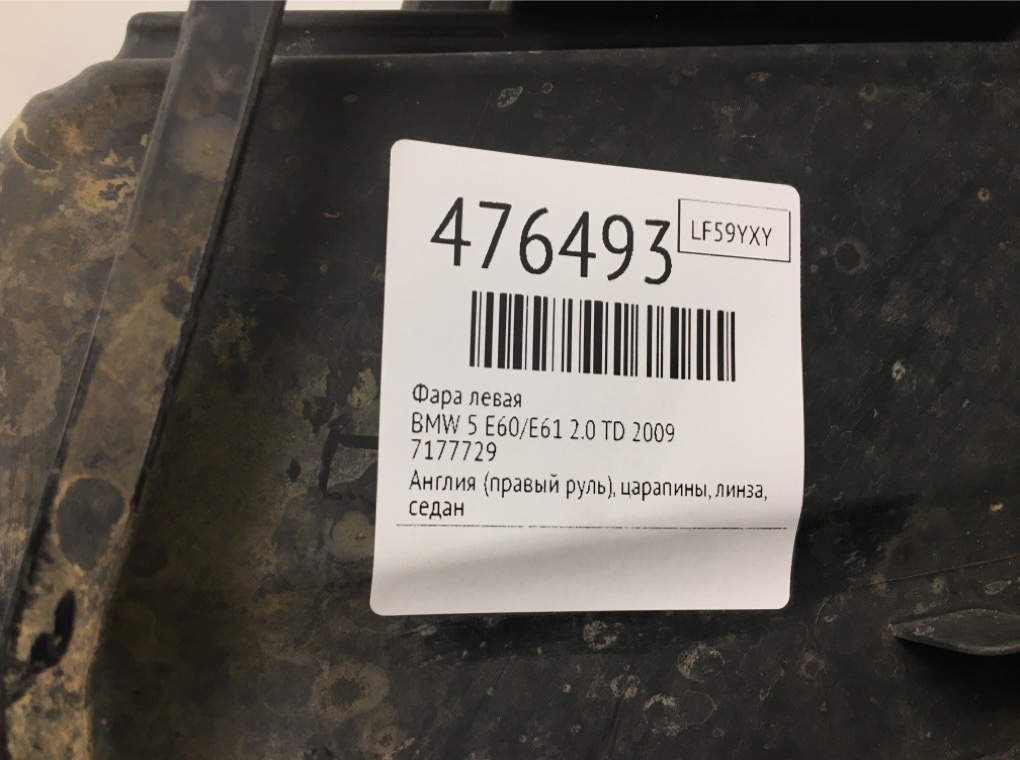 476493
LF59YXY
Фара левая
BMW 5 E60/E61 2.0 TD 2009
7177729
Англия (правый руль), царапины, линза,
седан